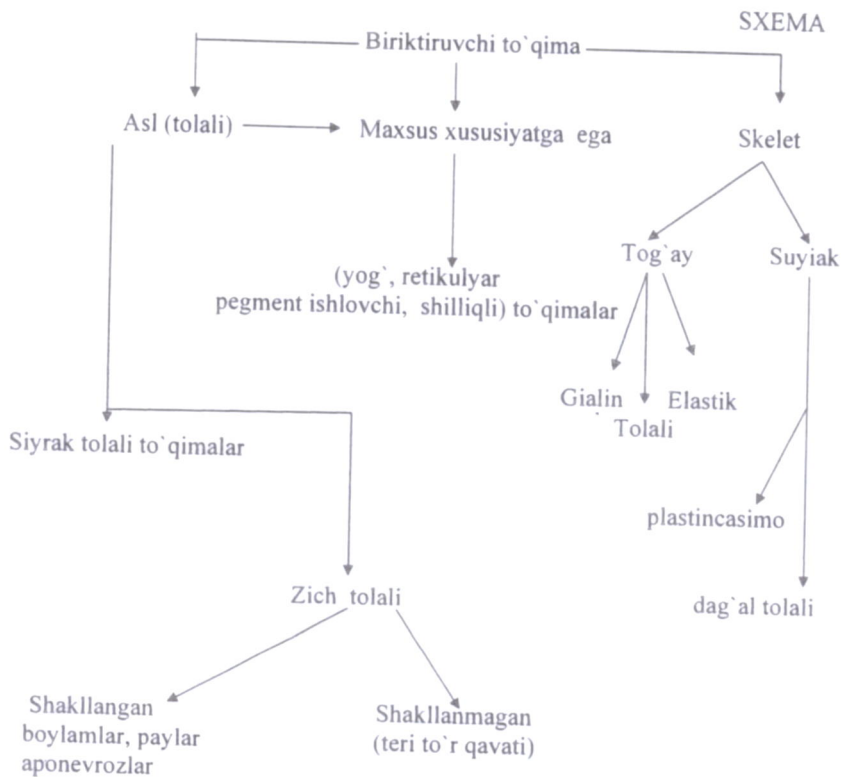 SXEMA
Biriktiruvchi to`qima
Asl (tolali)
Maxsus xususiyatga ega
Skelet
Tog`ay
Suyiak
(yog`, retikulyar
pegment ishlovchi, shilliqli) to`qimalar
Gialin
Elastik
Tolali
Siyrak tolali to`qimalar
plastincasimo
Zich tolali
dag`al tolali
Shakllangan
boylamlar, paylar
aponevrozlar
Shakllanmagan
(teri to`r qavati)